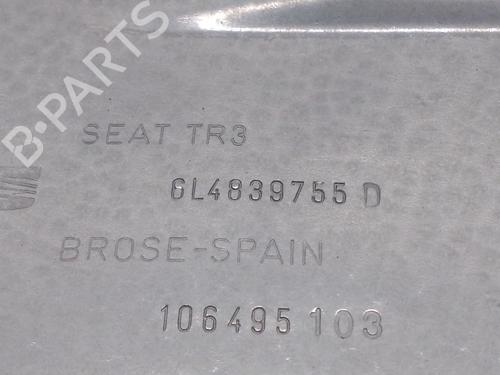 B-PARTS
SEAT TR3
6L4839755 D
BROSE-SPAIN
106495 103